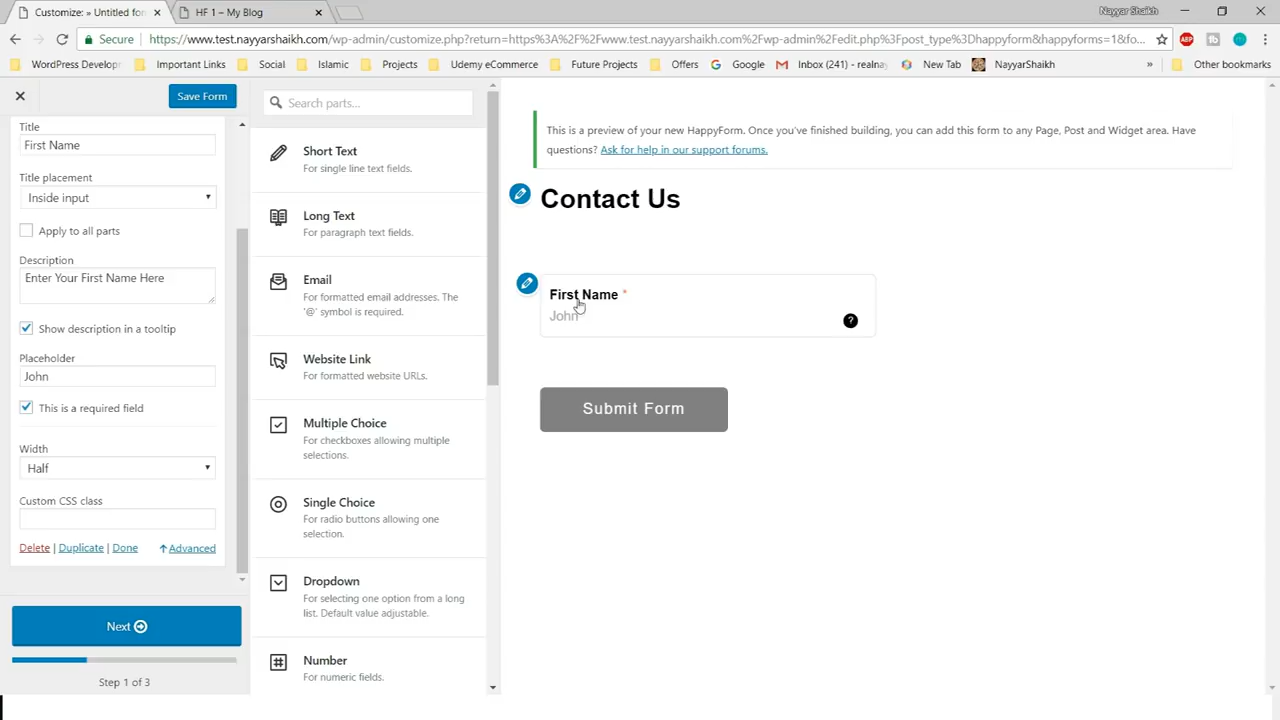 Customize: » Untitled for
HF 1 – My Blog
Nayyar Shaikh
Secure
https://www.test.nayyarshaikh.com/wp-admin/customize.php?return=https%3A%2F%2Fwww.test.nayyarshaikh.com%2Fwp-admin%2Fedit.php%3Fpost_type%3Dhappyform&happyforms=1&fo...
WordPress Develop
Important Links
Social
Islamic
Projects
Udemy eCommerce
Future Projects
Offers
Google
Inbox (241) - realnay
New Tab
NayyarShaikh
»
Other bookmarks
Save Form
Search parts...
Title
First Name
Title placement
Inside input
Apply to all parts
Description
Enter Your First Name Here
Show description in a tooltip
Placeholder
John
This is a required field
Width
Half
Custom CSS class
Delete | Duplicate | Done
Advanced
Next
Step 1 of 3
Short Text
For single line text fields.
Long Text
For paragraph text fields.
Email
For formatted email addresses. The
'@' symbol is required.
Website Link
For formatted website URLs.
Multiple Choice
For checkboxes allowing multiple
selections.
Single Choice
For radio buttons allowing one
selection.
Dropdown
For selecting one option from a long
list. Default value adjustable.
Number
For numeric fields.
This is a preview of your new HappyForm. Once you've finished building, you can add this form to any Page, Post and Widget area. Have
questions? Ask for help in our support forums.
Contact Us
First Name *
John
?
Submit Form